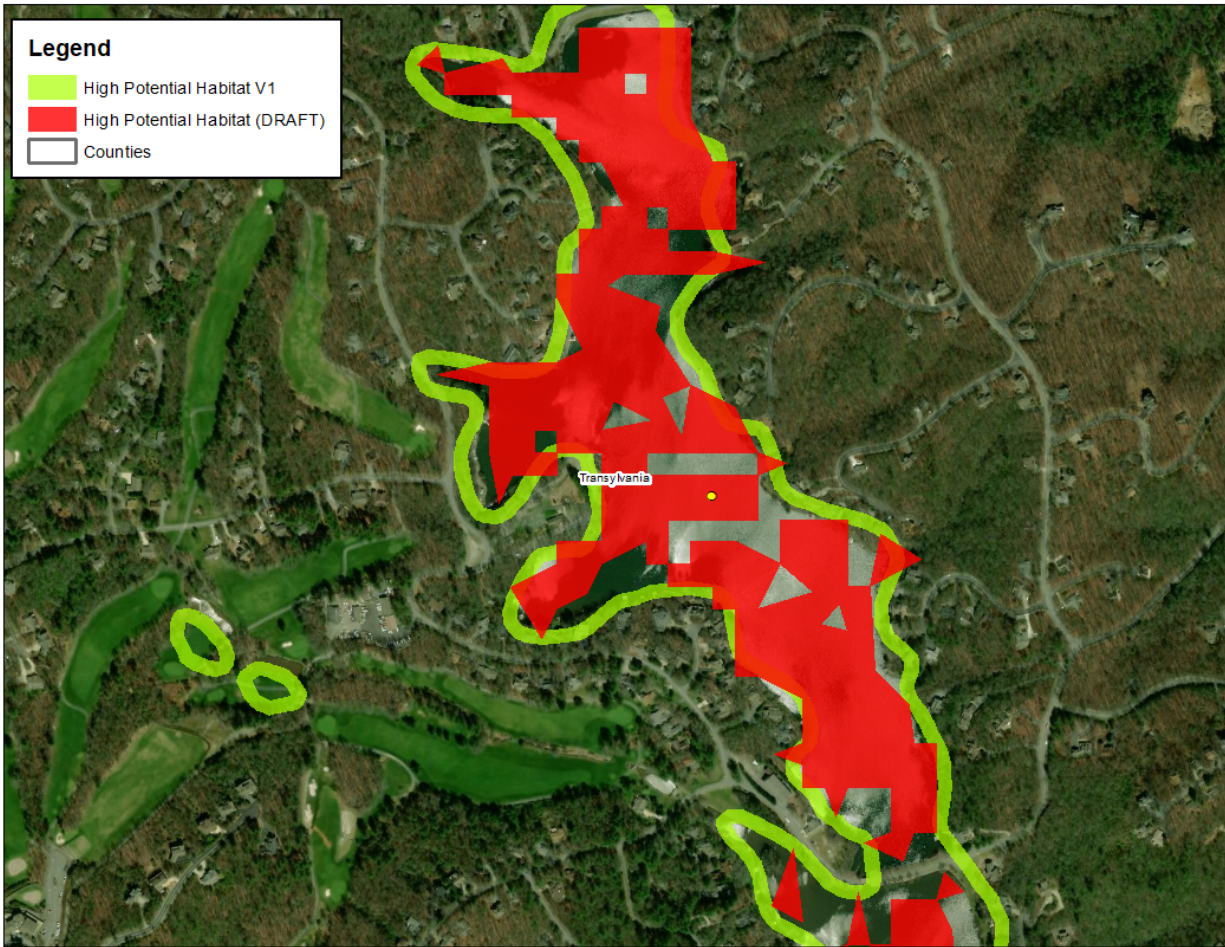 Legend
High Potential Habitat V1
High Potential Habitat (DRAFT)
Counties
Transylvania